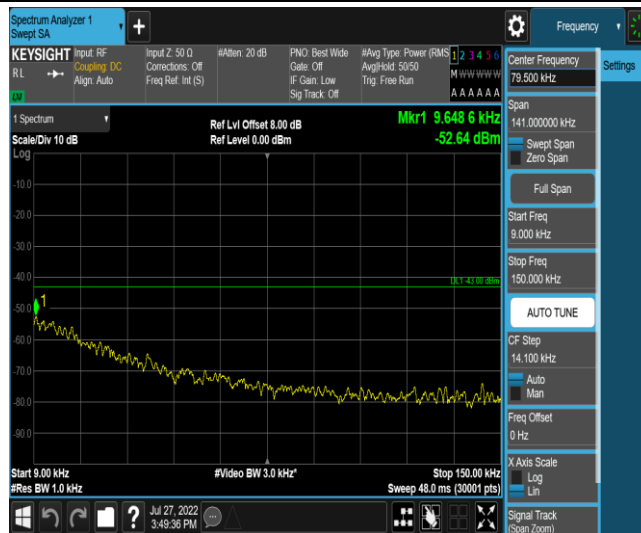 Spectrum Analyzer 1
Swept SA
Frequency
KEYSIGHT
RL
LXI
Input: RF
Coupling: DC
Align: Auto
Input Z: 50 Ω
Corrections: Off
Freq Ref: Int (S)
#Atten: 20 dB
PNO: Best Wide
Gate: Off
IF Gain: Low
Sig Track: Off
#Avg Type: Power (RMS
Avg|Hold: 50/50
Trig: Free Run
1 2 3 4 5 6
M W W W W W
A A A A A A
Center Frequency
79.500 kHz
Settings
Span
141.000000 kHz
Swept Span
Zero Span
Full Span
Start Freq
9.000 kHz
Stop Freq
150.000 kHz
AUTO TUNE
CF Step
14.100 kHz
Auto
Man
Freq Offset
0 Hz
X Axis Scale
Log
Lin
Signal Track
(Span Zoom)
1 Spectrum
Scale/Div 10 dB
Log
Ref Lvl Offset 8.00 dB
Ref Level 0.00 dBm
Mkr1 9.648 6 kHz
-52.64 dBm
-10.0
-20.0
-30.0
-40.0
-50.0
-60.0
-70.0
-80.0
-90.0
DL1 -43.00 dBm
1
Start 9.00 kHz
#Res BW 1.0 kHz
#Video BW 3.0 kHz*
Stop 150.00 kHz
Sweep 48.0 ms (30001 pts)
?
Jul 27, 2022
3:49:36 PM